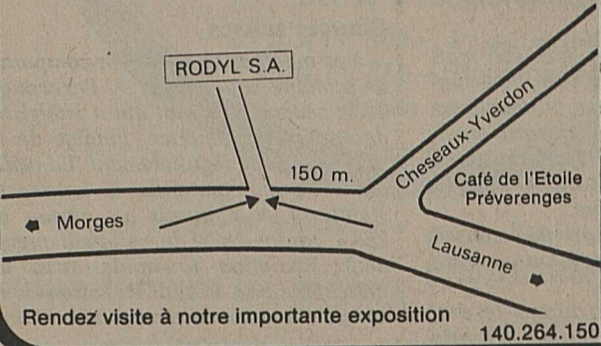 RODYL S.A.
150 m.
Cheseaux-Yverdon
Café de l'Etoile
Préverenges
Morges
Lausanne
Rendez visite à notre importante exposition
140.264.150